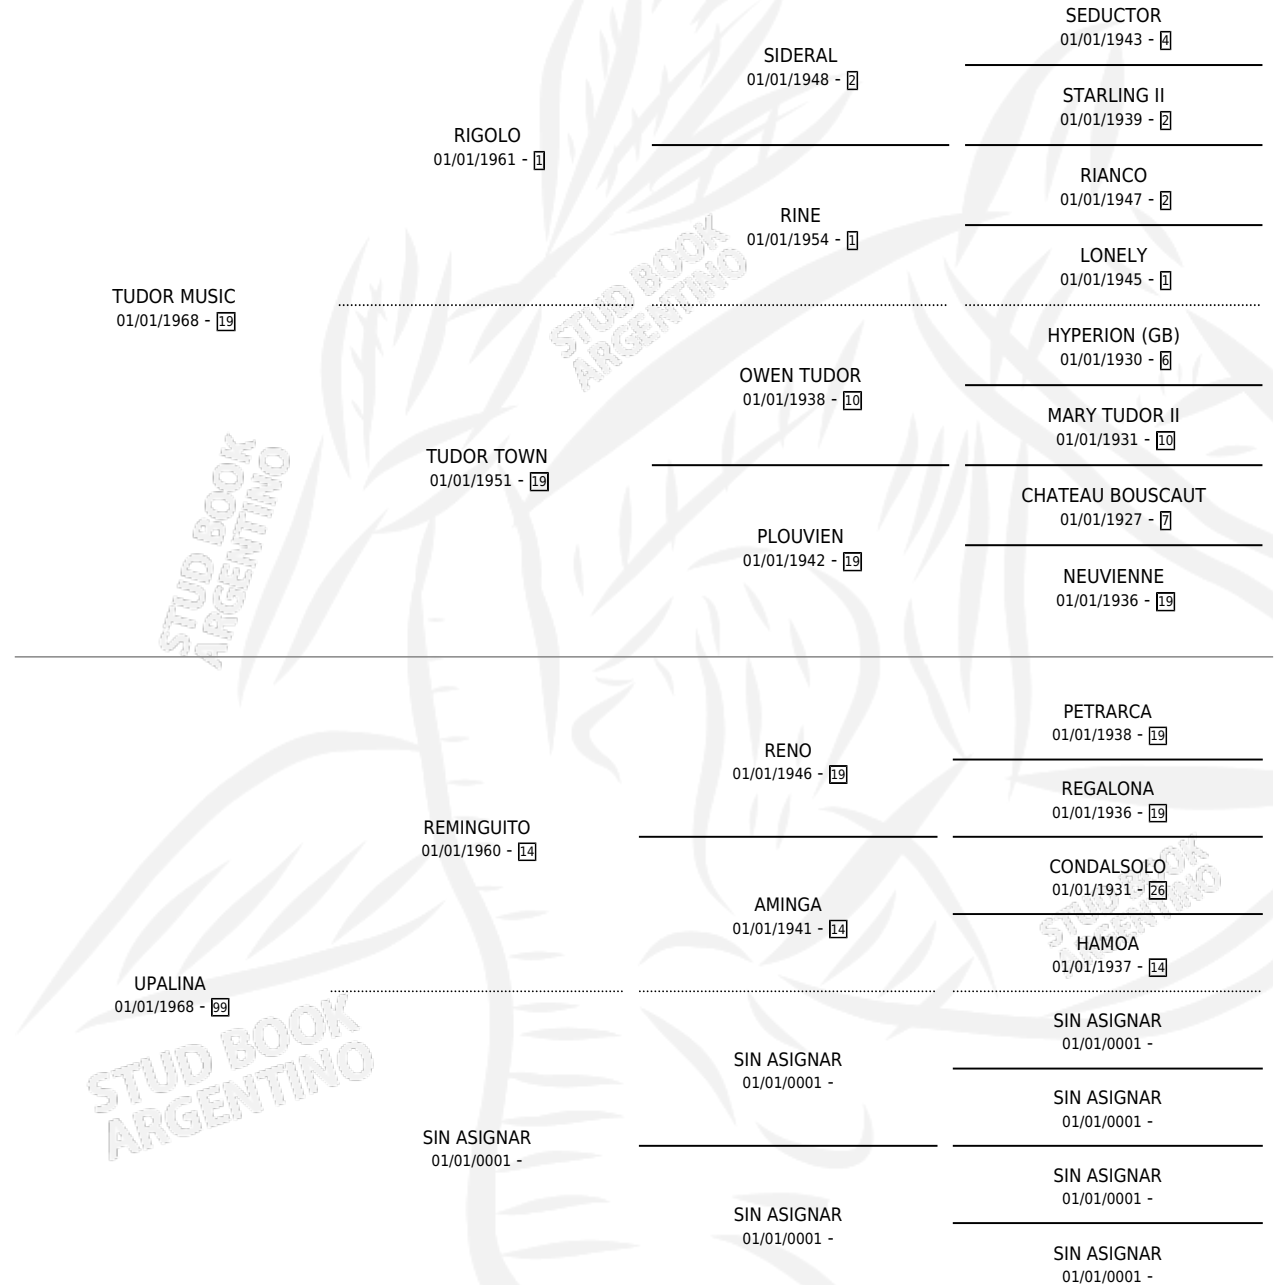 SEDUCTOR
01/01/1943 - 4
SIDERAL
01/01/1948 - 2
STARLING II
01/01/1939 - 2
RIGOLO
01/01/1961 - 1
RIANCO
01/01/1947 - 2
RINE
01/01/1954 - 1
LONELY
01/01/1945 - 1
TUDOR MUSIC
01/01/1968 - 19
HYPERION (GB)
01/01/1930 - 6
OWEN TUDOR
01/01/1938 - 10
MARY TUDOR II
01/01/1931 - 10
TUDOR TOWN
01/01/1951 - 19
CHATEAU BOUSCAUT
01/01/1927 - 7
PLOUVIEN
01/01/1942 - 19
NEUVIENNE
01/01/1936 - 19
STUD BOOK
ARGENTINO
STUD BOOK
ARGENTINO
PETRARCA
01/01/1938 - 19
RENO
01/01/1946 - 19
REGALONA
01/01/1936 - 19
REMINGUITO
01/01/1960 - 14
CONDALSOLO
01/01/1931 - 26
AMINGA
01/01/1941 - 14
HAMOA
01/01/1937 - 14
STUD BOOK
ARGENTINO
UPALINA
01/01/1968 - 99
SIN ASIGNAR
01/01/0001 -
SIN ASIGNAR
01/01/0001 -
SIN ASIGNAR
01/01/0001 -
SIN ASIGNAR
01/01/0001 -
SIN ASIGNAR
01/01/0001 -
SIN ASIGNAR
01/01/0001 -
SIN ASIGNAR
01/01/0001 -
STUD BOOK
ARGENTINO